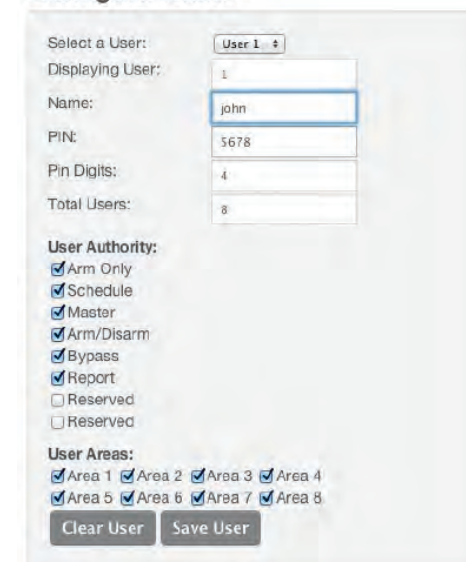 Select a User: User 1
Displaying User: 1
Name: john
PIN: 5678
Pin Digits: 4
Total Users: 8
User Authority:
Arm Only
Schedule
Master
Arm/Disarm
Bypass
Report
Reserved
Reserved
User Areas:
Area 1 Area 2 Area 3 Area 4
Area 5 Area 6 Area 7 Area 8
Clear User Save User